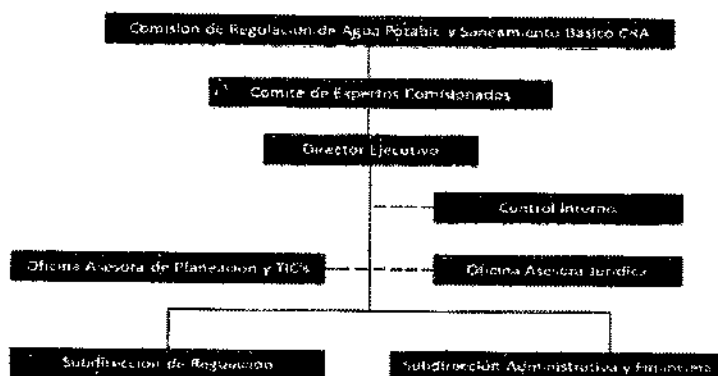 Comisión de Regulación de Agua Potable y Saneamiento Básico CRA
Comité de Expertos Comisionados
Director Ejecutivo
Control Interno
Oficina Asesora de Planeación y TIC's
Oficina Asesora Jurídica
Subdirección de Regulación
Subdirección Administrativa y Financiera